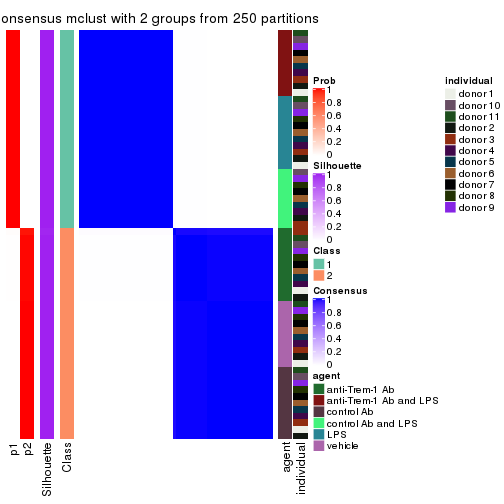 onsensus mclust with 2 groups from 250 partitions
Prob
1
0.8
0.6
0.4
0.2
0
Silhouette
1
0.8
0.6
0.4
0.2
0
Class
1
2
Consensus
1
0.8
0.6
0.4
0.2
0
agent
anti-Trem-1 Ab
anti-Trem-1 Ab and LPS
control Ab
control Ab and LPS
LPS
vehicle
individual
donor 1
donor 10
donor 11
donor 2
donor 3
donor 4
donor 5
donor 6
donor 7
donor 8
donor 9
p1
p2
Silhouette
Class
agent
individual